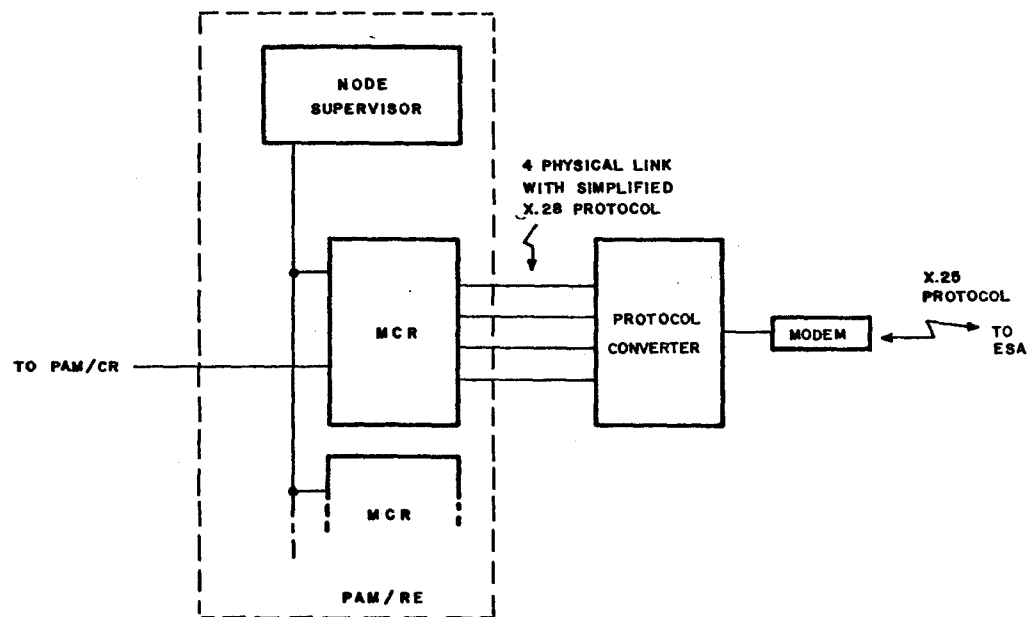 NODE
SUPERVISOR
4 PHYSICAL LINK
WITH SIMPLIFIED
X.28 PROTOCOL
MCR
PROTOCOL
CONVERTER
MODEM
X.25
PROTOCOL
TO
ESA
TO PAM/CR
MCR
PAM/RE